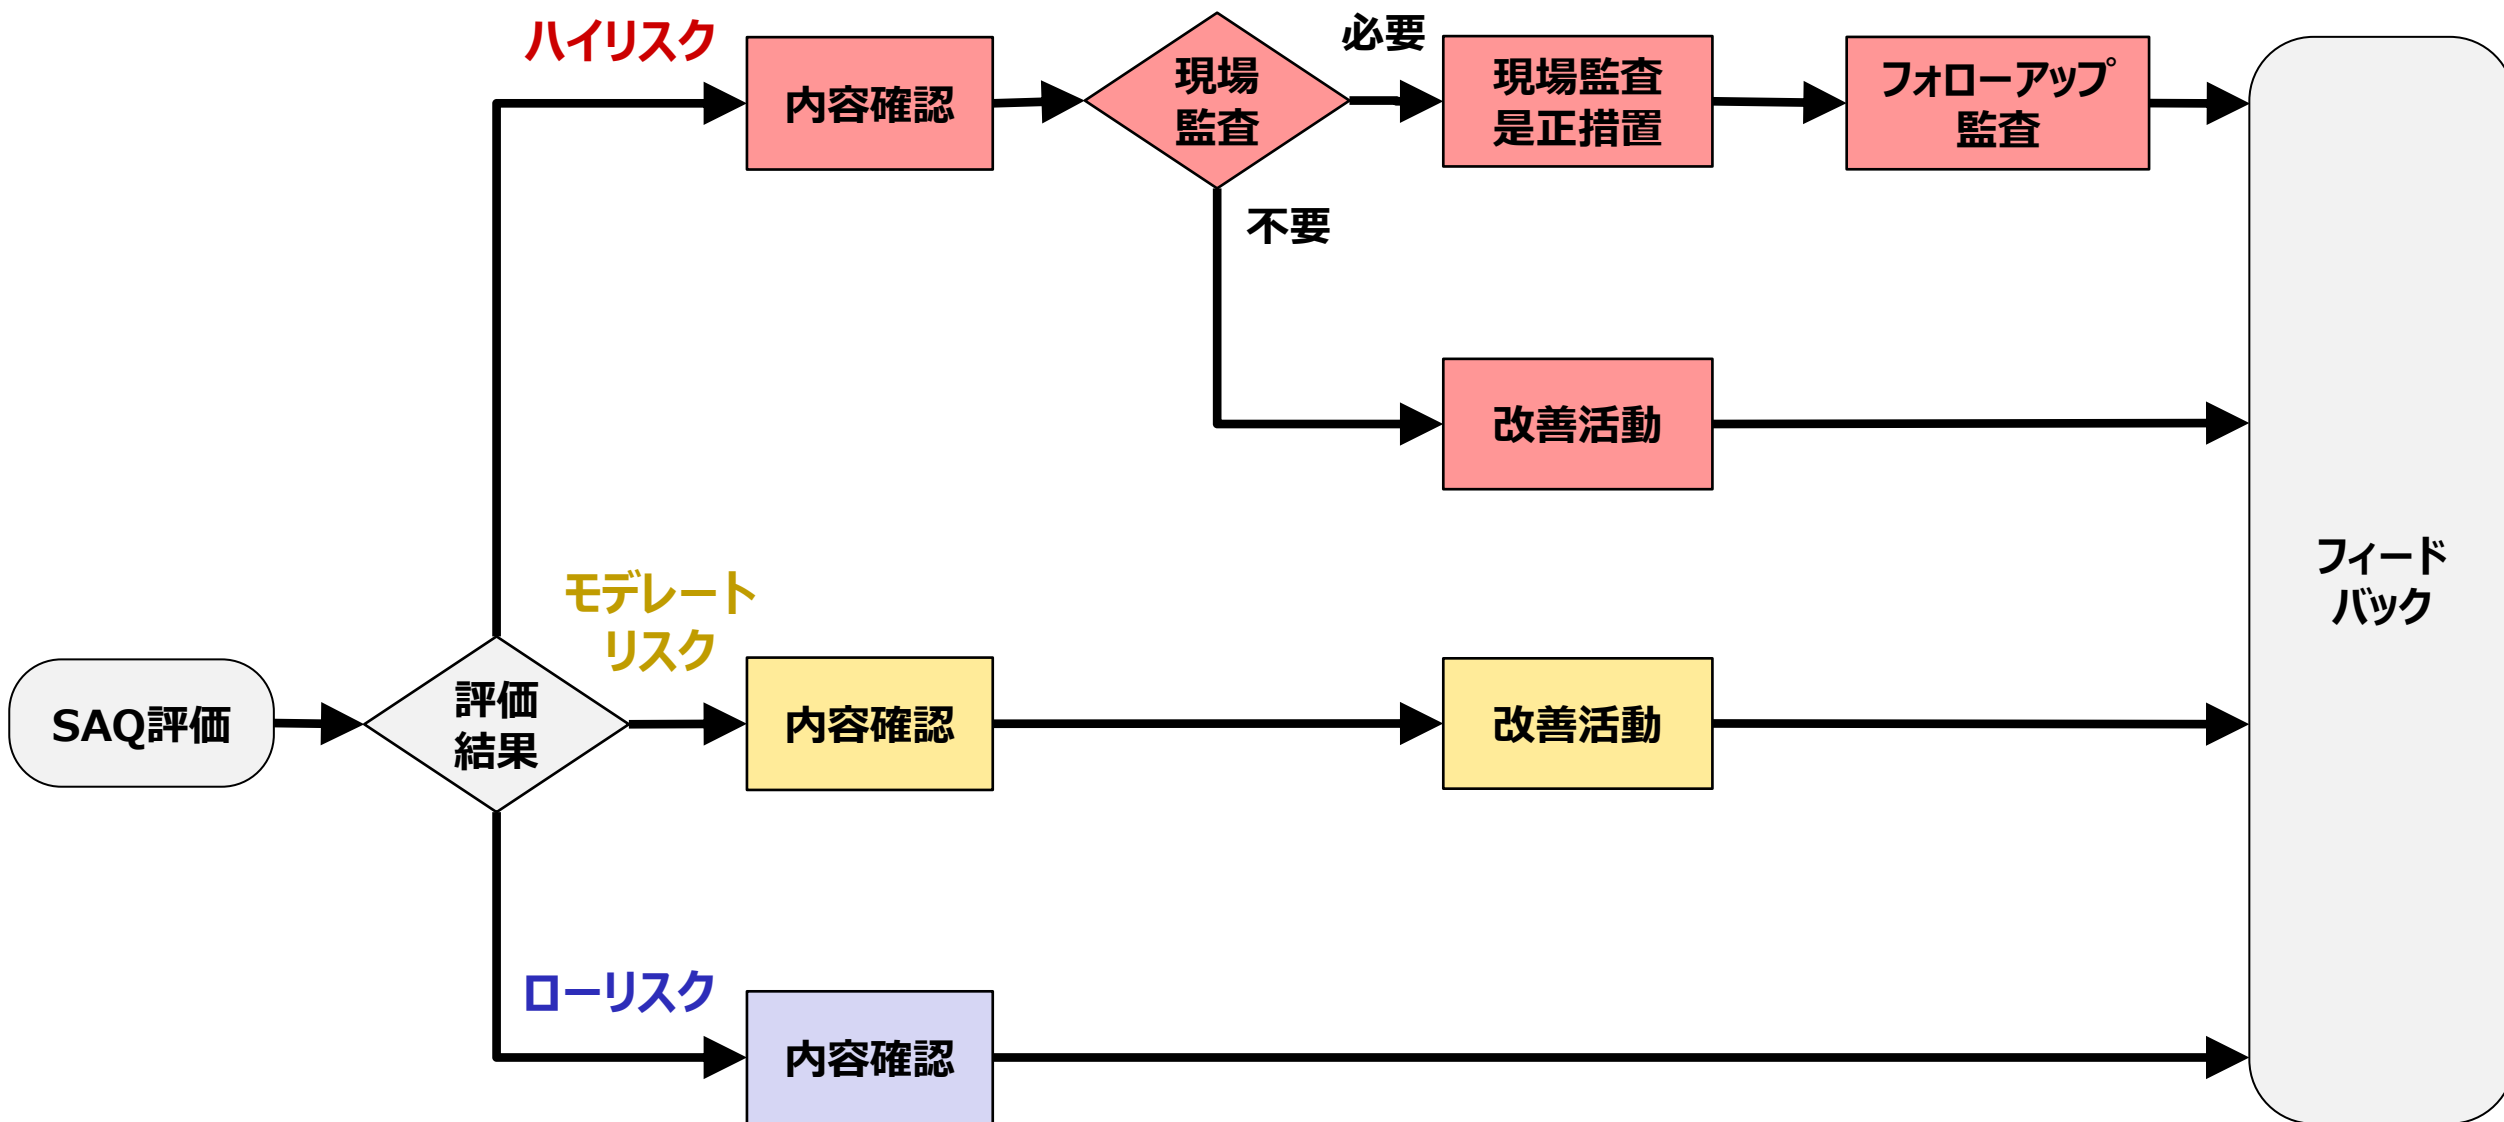 ハイリスク
内容確認
現場
監査
必要
現場監査
是正措置
フォローアップ
監査
不要
改善活動
フィード
バック
モデレート
リスク
SAQ評価
評価
結果
内容確認
改善活動
ローリスク
内容確認